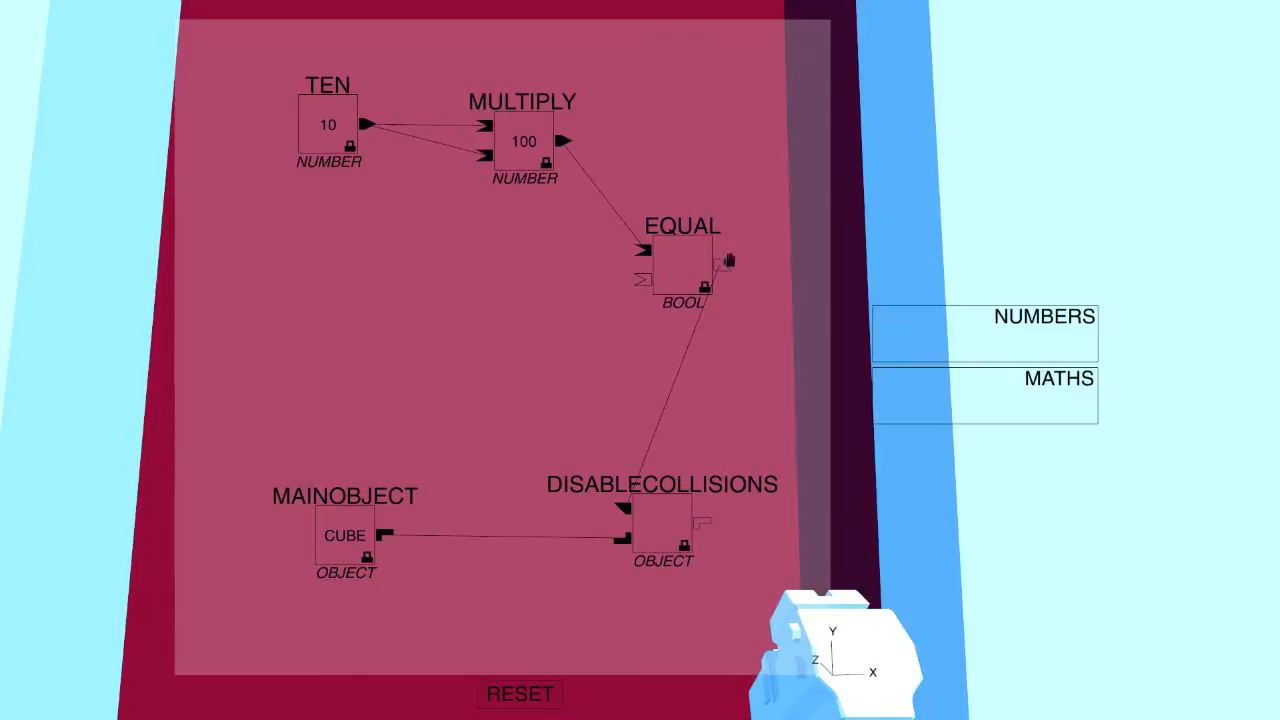 TEN
10
NUMBER
MULTIPLY
100
NUMBER
EQUAL
BOOL
NUMBERS
MATHS
MAINOBJECT
CUBE
OBJECT
DISABLECOLLISIONS
OBJECT
Y
Z
X
RESET